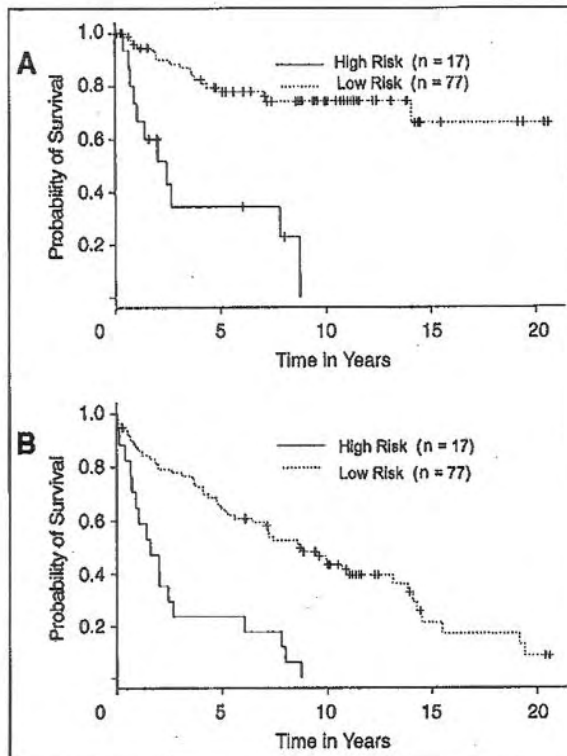 A
High Risk (n = 17)
Low Risk (n = 77)
1.0
0.8
0.6
0.4
0.2
Probability of Survival
0 5 10 15 20
Time in Years
B
High Risk (n = 17)
Low Risk (n = 77)
1.0
0.8
0.6
0.4
0.2
Probability of Survival
0 5 10 15 20
Time in Years